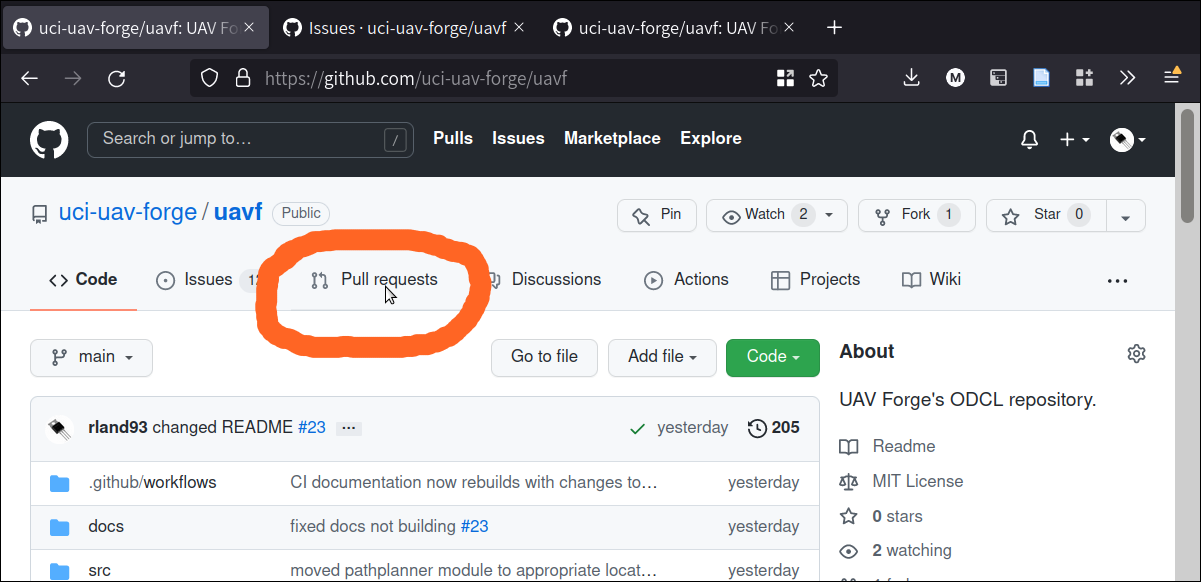 uci-uav-forge/uavf: UAV Fo
Issues · uci-uav-forge/uavf
uci-uav-forge/uavf: UAV Fo
https://github.com/uci-uav-forge/uavf
M
Search or jump to…
/
Pulls Issues Marketplace Explore
uci-uav-forge / uavf Public
Pin
Watch 2
Fork 1
Star 0
Code Issues Pull requests Discussions Actions Projects Wiki ...
main Go to file Add file Code
About
UAV Forge's ODCL repository.
rland93 changed README #23 ... yesterday 205
.github/workflows CI documentation now rebuilds with changes to… yesterday
docs fixed docs not building #23 yesterday
src moved pathplanner module to appropriate locat… yesterday
Readme
MIT License
0 stars
2 watching